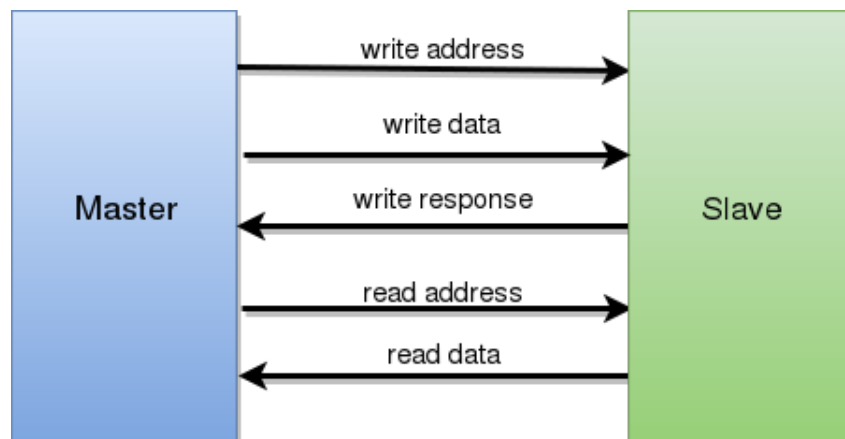 write address
write data
write response
Master
Slave
read address
read data